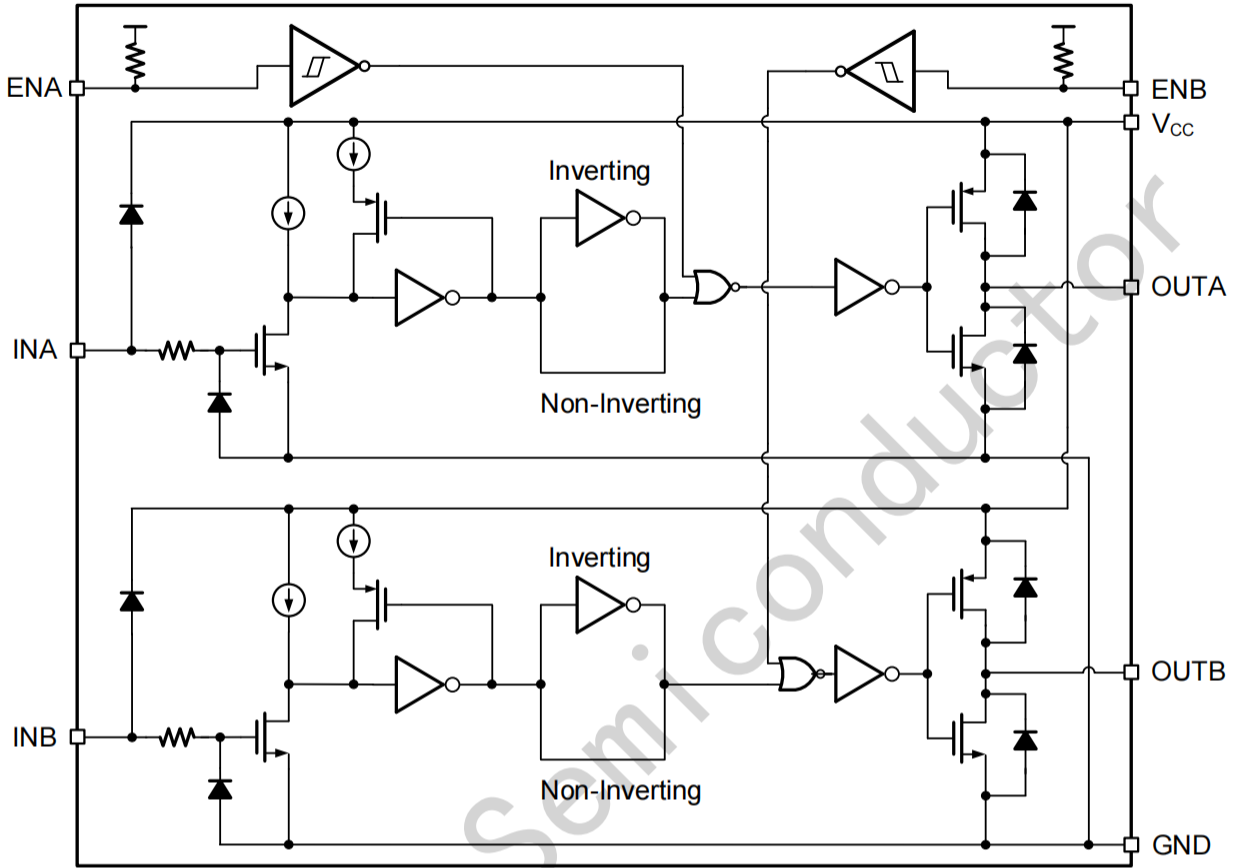 ENA
ENB
VCC
Inverting
OUTA
INA
Non-Inverting
Inverting
OUTB
INB
Non-Inverting
GND
Semiconductor